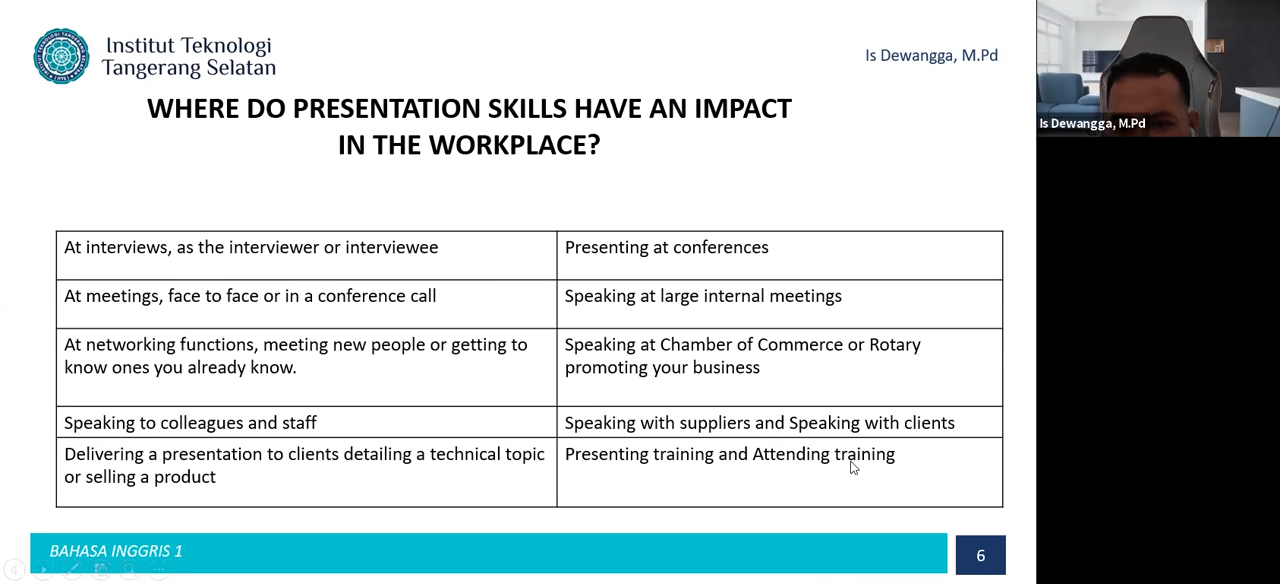 Institut Teknologi
Tangerang Selatan
Is Dewangga, M.Pd
WHERE DO PRESENTATION SKILLS HAVE AN IMPACT
IN THE WORKPLACE?
At interviews, as the interviewer or interviewee
Presenting at conferences
At meetings, face to face or in a conference call
Speaking at large internal meetings
At networking functions, meeting new people or getting to
know ones you already know.
Speaking at Chamber of Commerce or Rotary
promoting your business
Speaking to colleagues and staff
Speaking with suppliers and Speaking with clients
Delivering a presentation to clients detailing a technical topic
or selling a product
Presenting training and Attending training
BAHASA INGGRIS 1
6
Is Dewangga, M.Pd